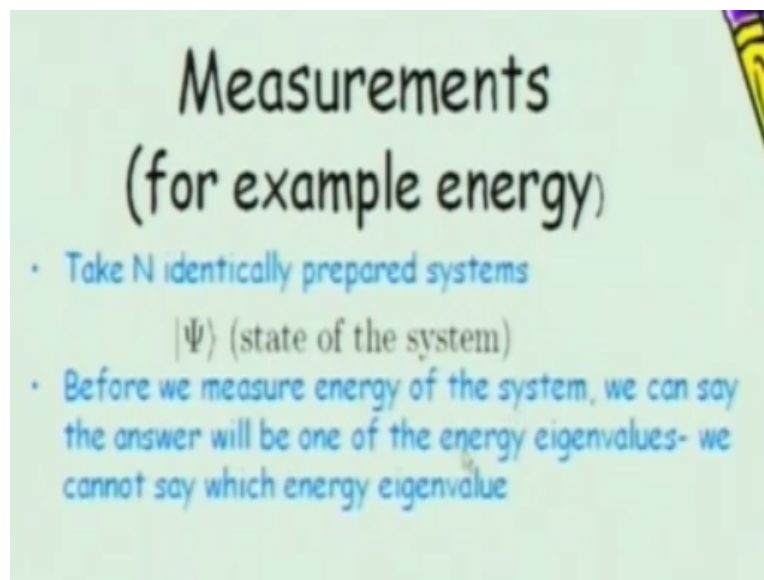 Measurements
(for example energy)
• Take N identically prepared systems
|Ψ⟩ (state of the system)
• Before we measure energy of the system, we can say
the answer will be one of the energy eigenvalues- we
cannot say which energy eigenvalue